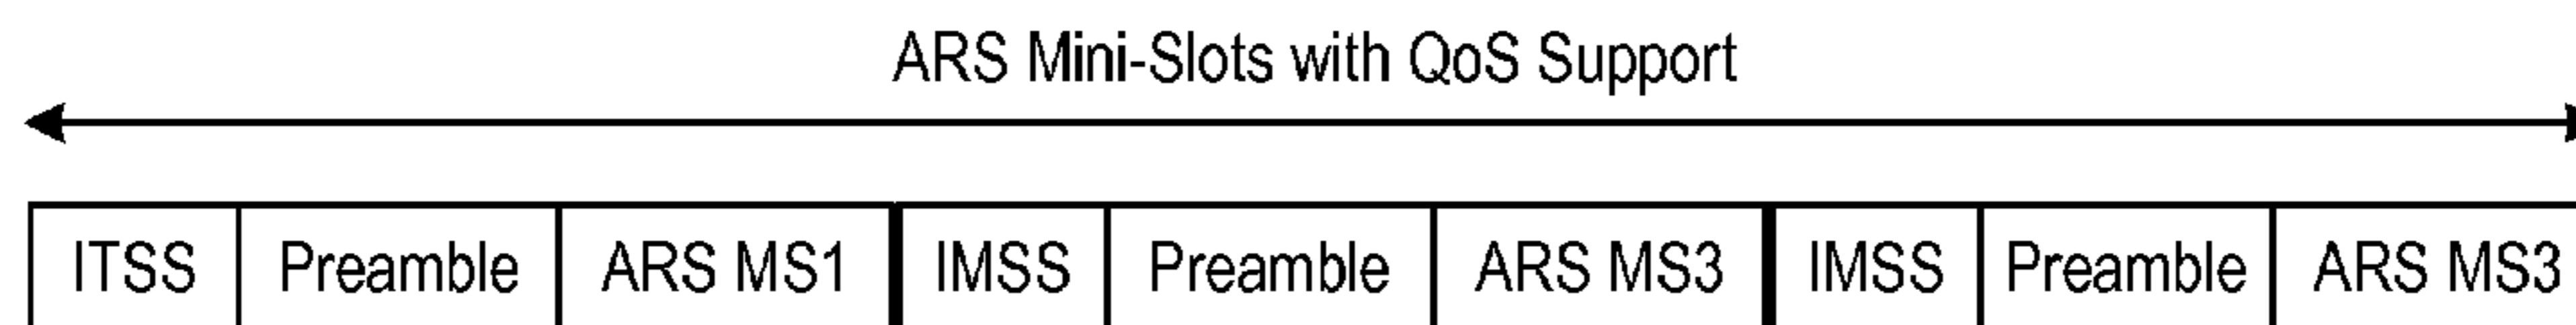 ARS Mini-Slots with QoS Support
ITSS Preamble ARS MS1 IMSS Preamble ARS MS3 IMSS Preamble ARS MS3